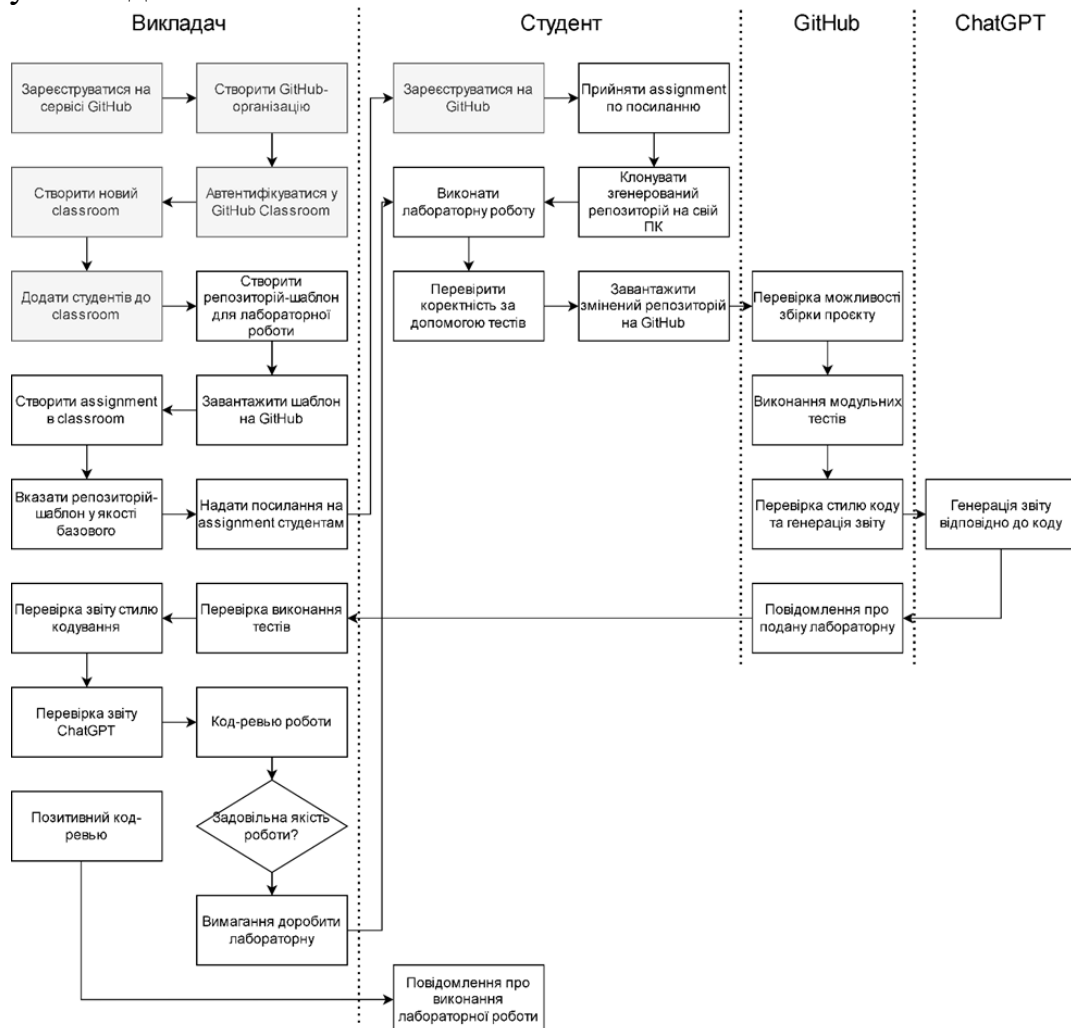 Викладач
Студент
GitHub
ChatGPT
Зареєструватися на
сервісі GitHub
Створити GitHub-
організацію
Зареєструватися на
GitHub
Прийняти assignment
по посиланню
Створити новий
classroom
Автентифікуватися у
GitHub Classroom
Виконати
лабораторну роботу
Клонувати
згенерований
репозиторій на свій
ПК
Додати студентів до
classroom
Створити
репозиторій-шаблон
для лабораторної
роботи
Перевірити
коректність за
допомогою тестів
Завантажити
змінений репозиторій
на GitHub
Перевірка можливості
збірки проєкту
Створити assignment
в classroom
Завантажити шаблон
на GitHub
Виконання модульних
тестів
Вказати репозиторій-
шаблон у якості
базового
Надати посилання на
assignment студентам
Перевірка стилю коду
та генерація звіту
Генерація звіту
відповідно до коду
Перевірка звіту стилю
кодування
Перевірка виконання
тестів
Повідомлення про
подану лабораторну
Перевірка звіту
ChatGPT
Код-ревью роботи
Позитивний код-
ревью
Задовільна якість
роботи?
Вимагання доробити
лабораторну
Повідомлення про
виконання
лабораторної роботи